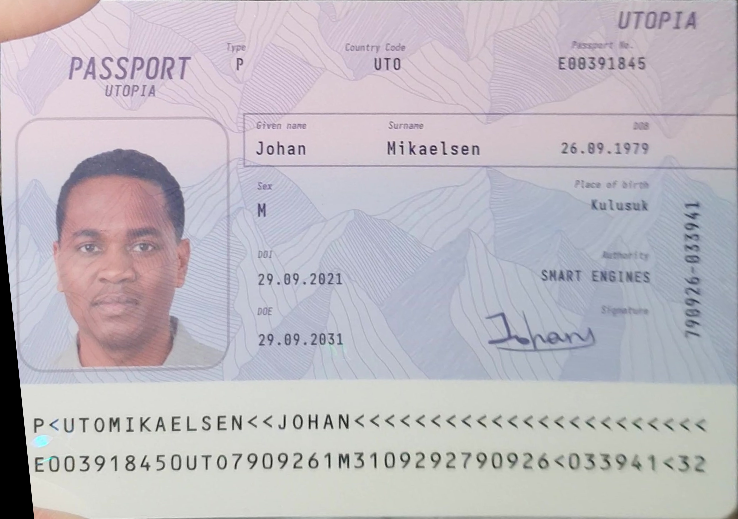 UTOPIA
PASSPORT
UTOPIA
Type
P
Country Code
UTO
Passport No.
E00391845
Given name
Johan
Surname
Mikaelsen
DOB
26.09.1979
Sex
M
Place of birth
Kulusuk
DOI
29.09.2021
Authority
SMART ENGINES
DOE
29.09.2031
Signature
Johans
790926-033941
P<UTOMIKAELSEN<<JOHAN<<<<<<<<<<<<<<<<<<<<<<<
E003918450UTO7909261M3109292790926<033941<32